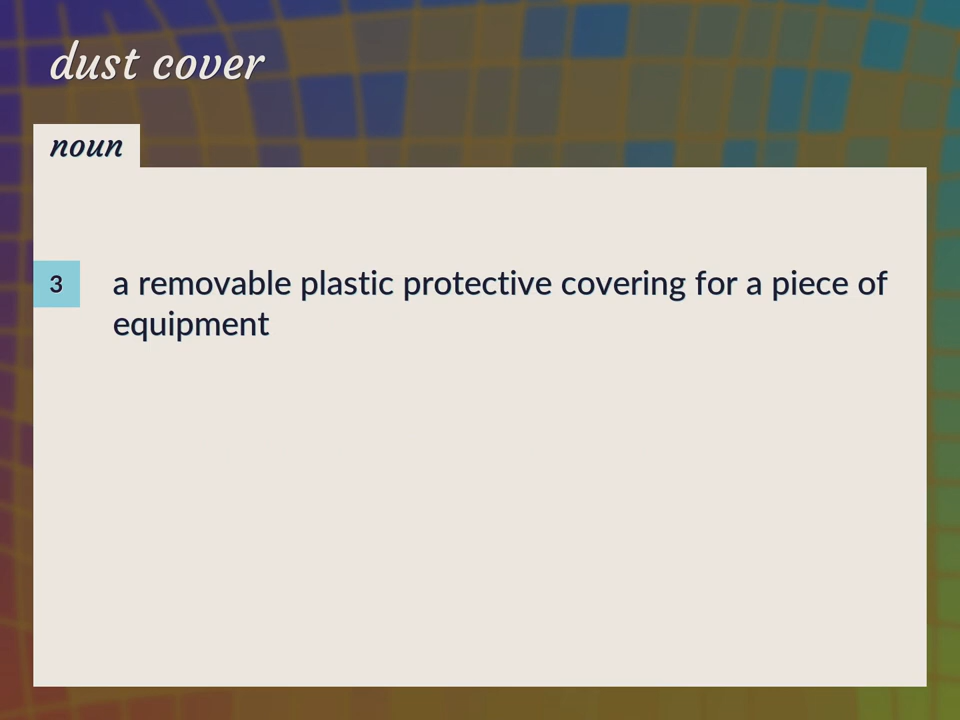 dust cover
noun
3 a removable plastic protective covering for a piece of
equipment